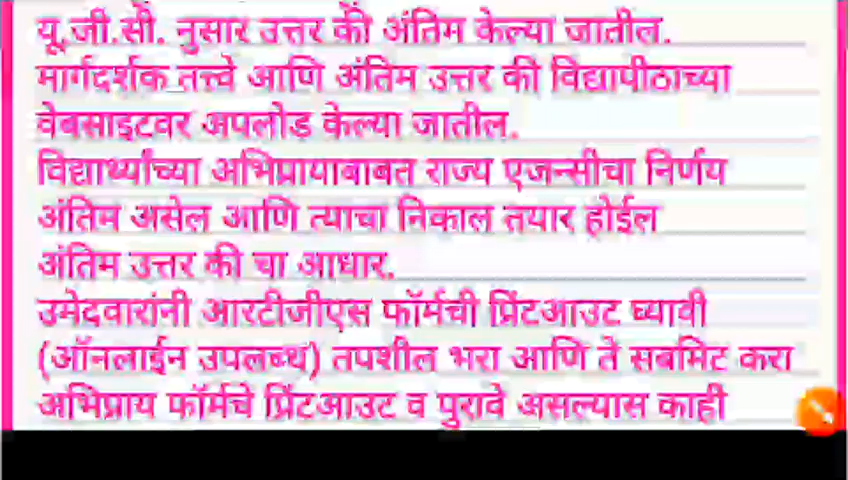 यू.जी.सी. नुसार उत्तर की अंतिम केल्या जातील.
मार्गदर्शक तत्त्वे आणि अंतिम उत्तर की विद्यापीठाच्या
वेबसाइटवर अपलोड केल्या जातील.
विद्यार्थ्यांच्या अभिप्रायाबाबत राज्य एजन्सीचा निर्णय
अंतिम असेल आणि त्याचा निकाल तयार होईल
अंतिम उत्तर की चा आधार.
उमेदवारांनी आरटीजीएस फॉर्मची प्रिंटआउट घ्यावी
(ऑनलाईन उपलब्ध) तपशील भरा आणि ते सबमिट करा
अभिप्राय फॉर्मचे प्रिंटआउट व पुरावे असल्यास काही